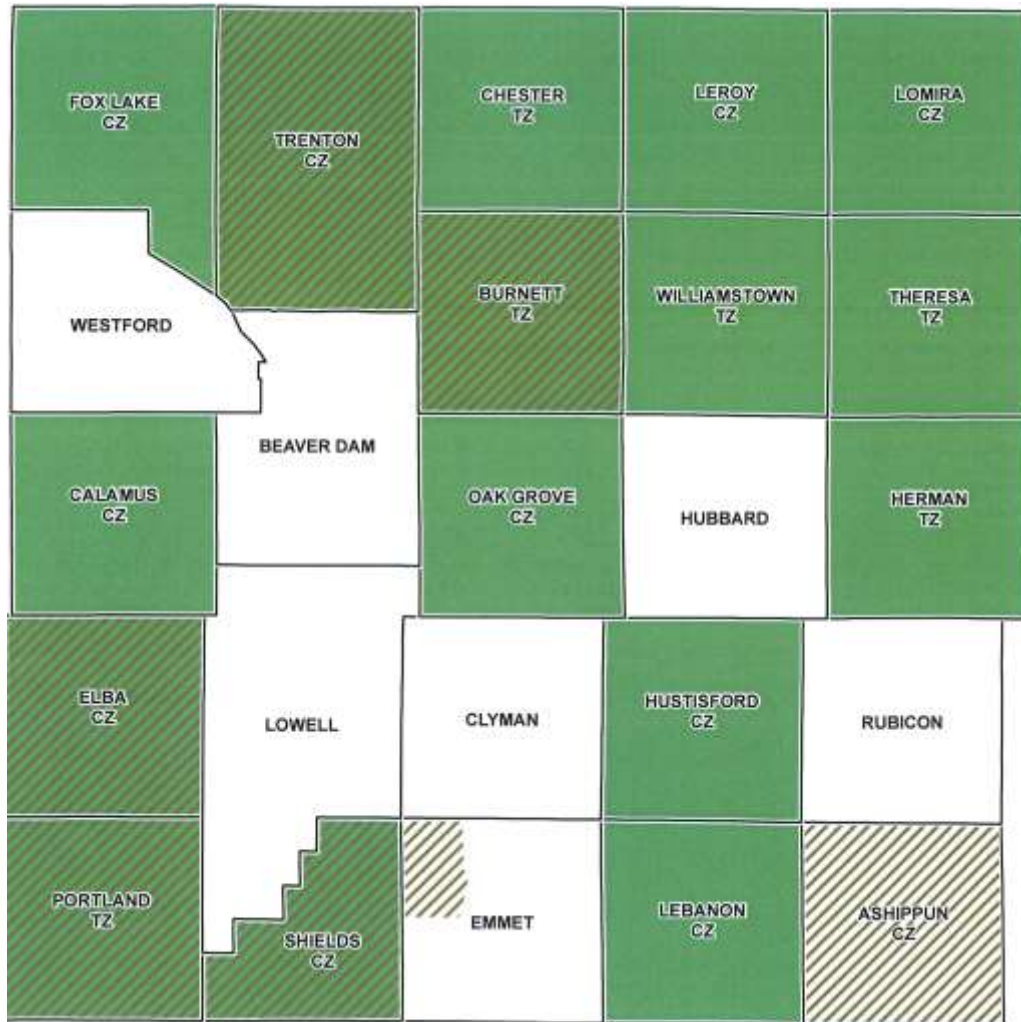 FOX LAKE
CZ
TRENTON
CZ
CHESTER
TZ
LEROY
CZ
LOMIRA
CZ
WESTFORD
BURNETT
TZ
WILLIAMSTOWN
TZ
THERESA
TZ
BEAVER DAM
CALAMUS
CZ
OAK GROVE
CZ
HUBBARD
HERMAN
TZ
ELBA
CZ
LOWELL
CLYMAN
HUSTISFORD
CZ
RUBICON
PORTLAND
TZ
SHIELDS
CZ
EMMET
LEBANON
CZ
ASHIPPUN
CZ